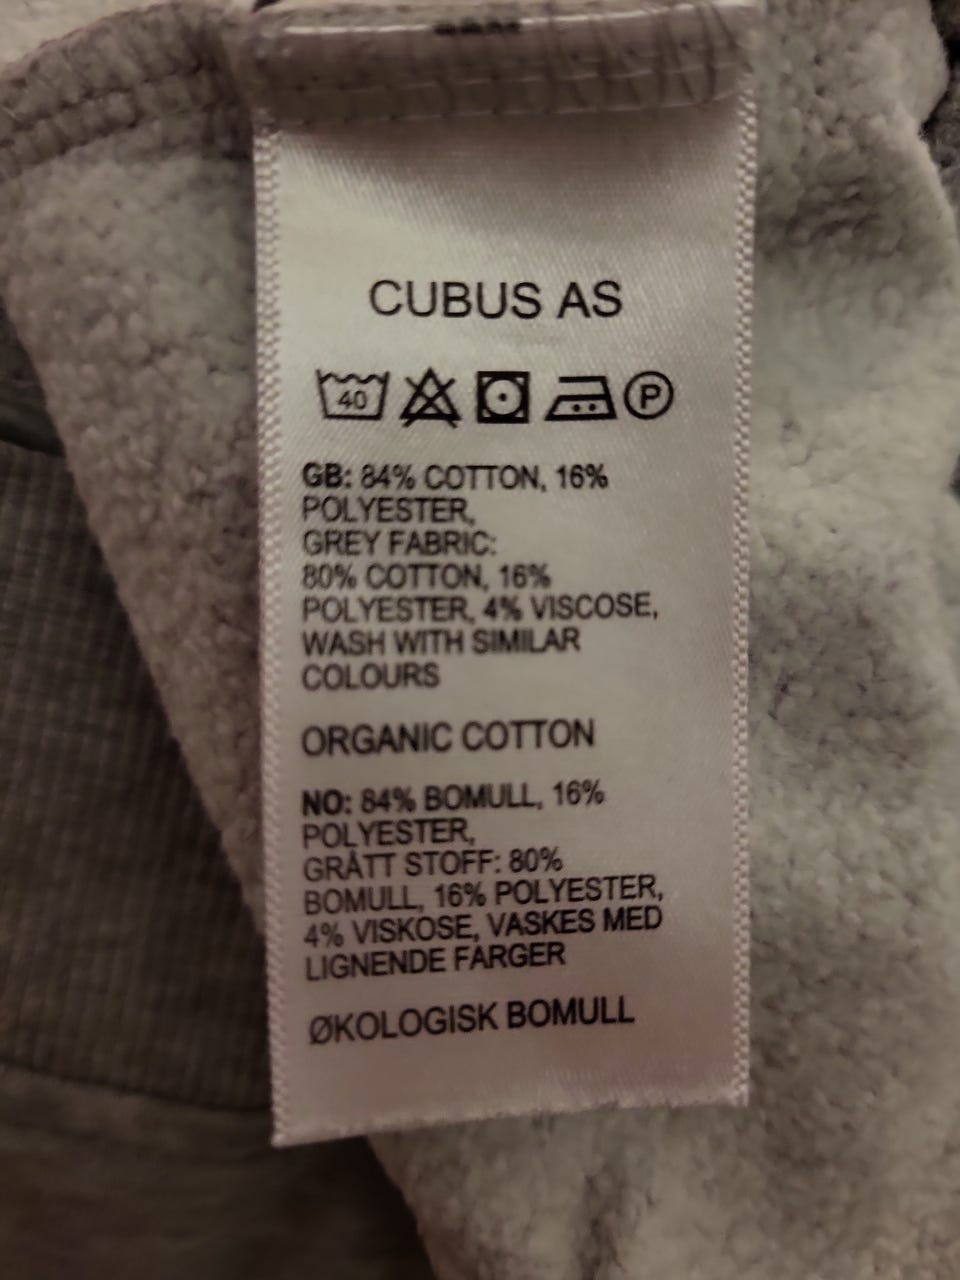 CUBUS AS
40 P
GB: 84% COTTON, 16%
POLYESTER,
GREY FABRIC:
80% COTTON, 16%
POLYESTER, 4% VISCOSE,
WASH WITH SIMILAR
COLOURS
ORGANIC COTTON
NO: 84% BOMULL, 16%
POLYESTER,
GRÅTT STOFF: 80%
BOMULL, 16% POLYESTER,
4% VISKOSE, VASKES MED
LIGNENDE FARGER
ØKOLOGISK BOMULL